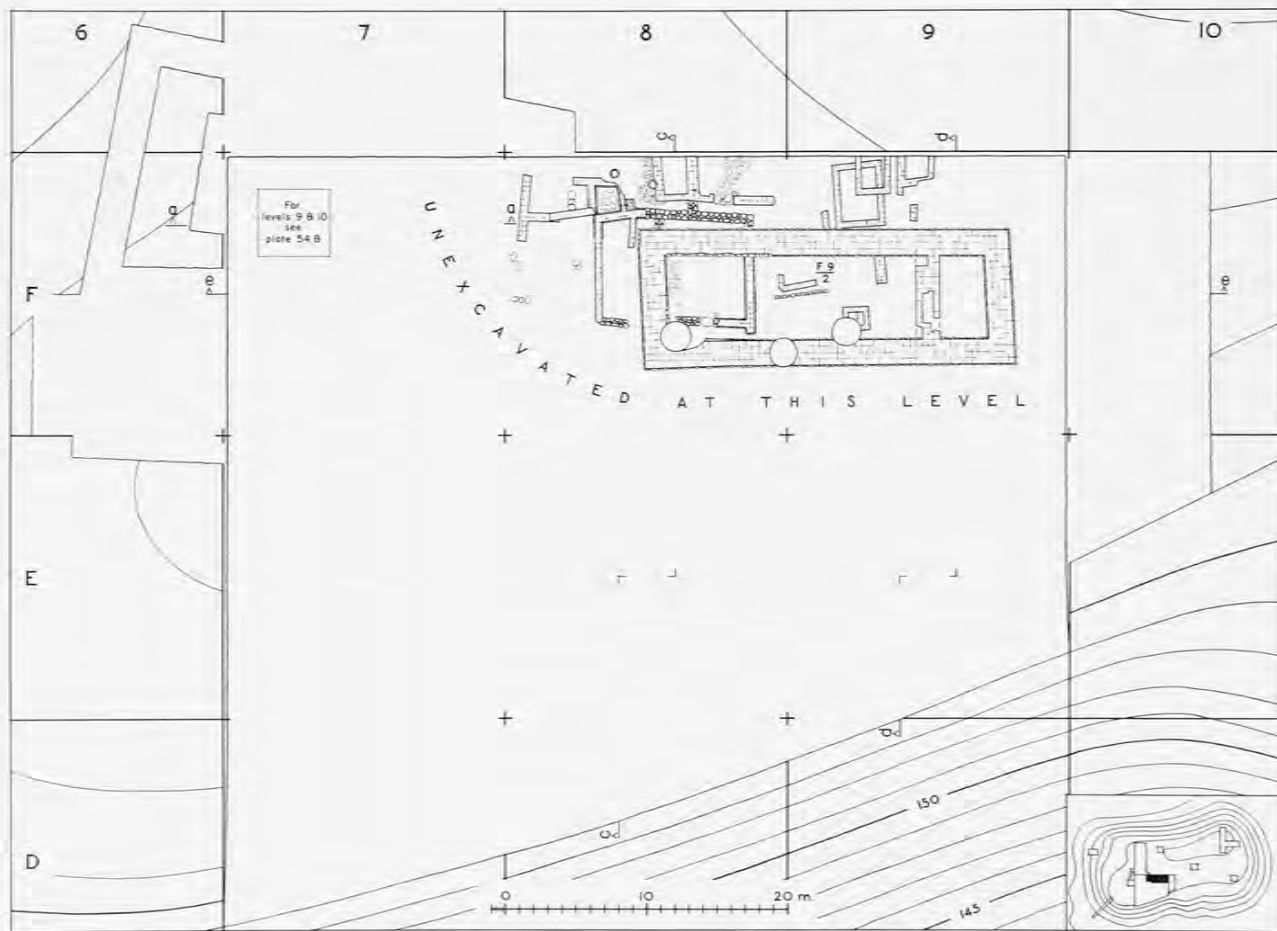 6 7 8 9 10
c d
For
levels 9 & 10
see
plate 54 B
a a
UNEXCAVATED AT THIS LEVEL
F 9
2
F e e
E
d
150
c
D
0 10 20 m.
145